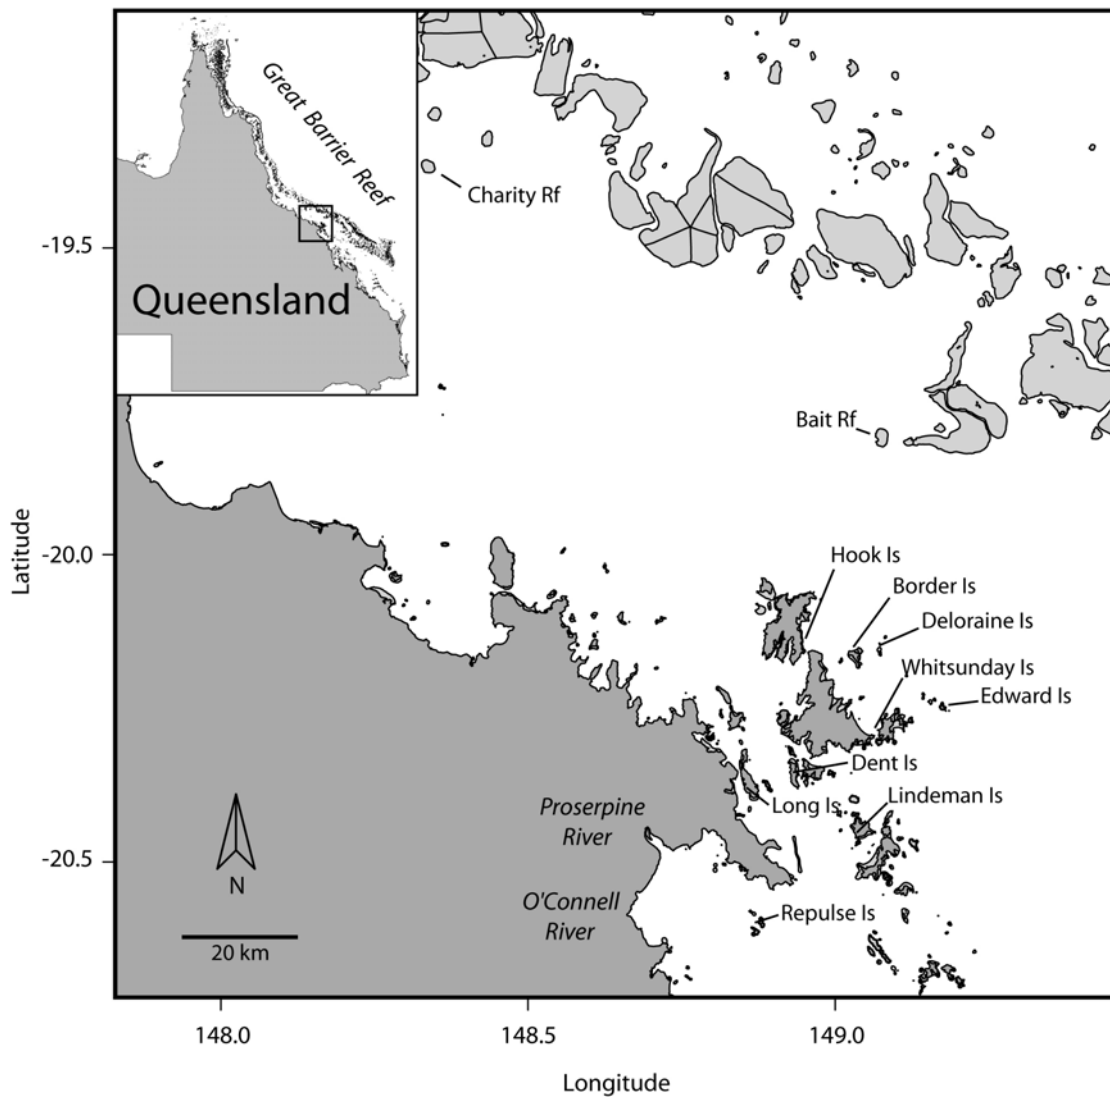 Great Barrier Reef
Queensland
Charity Rf
-19.5
Bait Rf
Latitude
-20.0
Hook Is
Border Is
Deloraine Is
Whitsunday Is
Edward Is
Dent Is
Long Is
Lindeman Is
Proserpine
River
-20.5
O'Connell
River
Repulse Is
N
20 km
148.0
148.5
149.0
Longitude